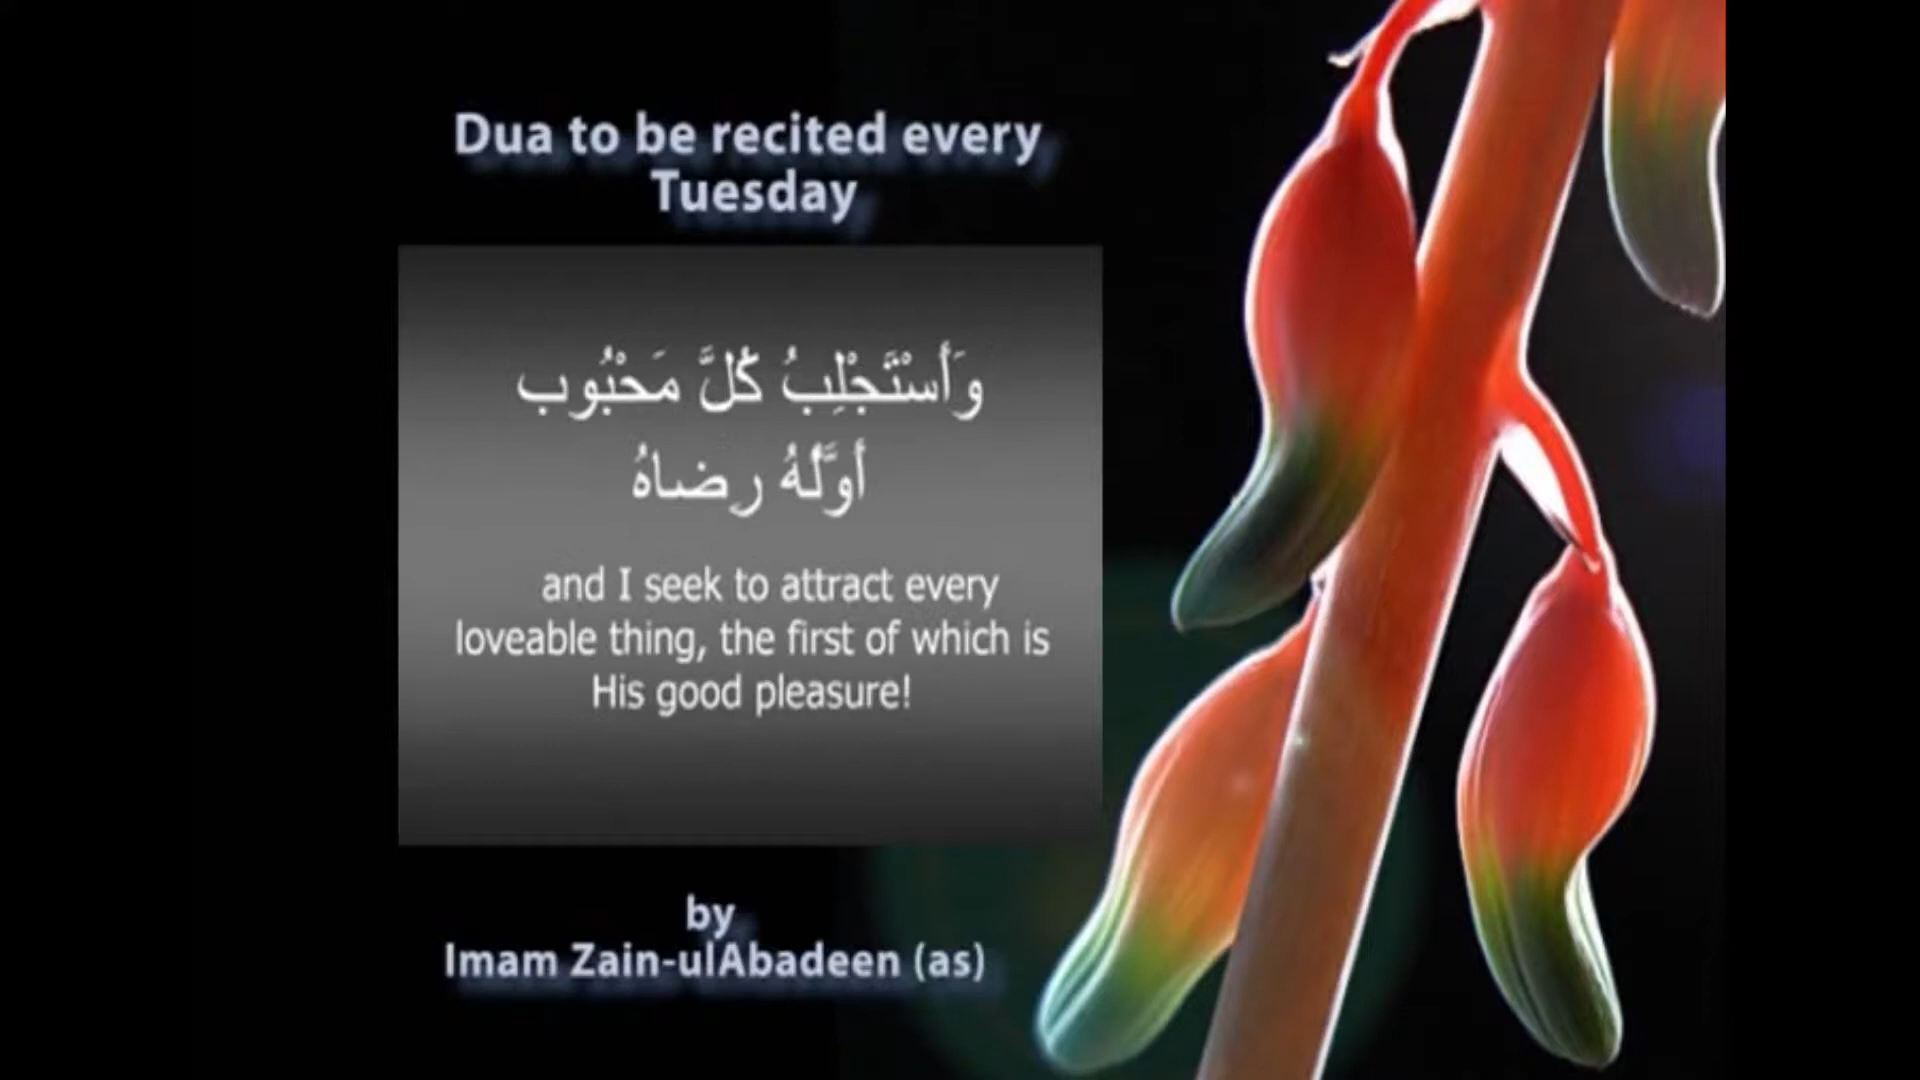 Dua to be recited every
Tuesday
وَأَسْتَجْلِبُ كُلَّ مَحْبُوب
أَوَّلُهُ رِضاهُ
and I seek to attract every
loveable thing, the first of which is
His good pleasure!
by
Imam Zain-ulAbadeen (as)